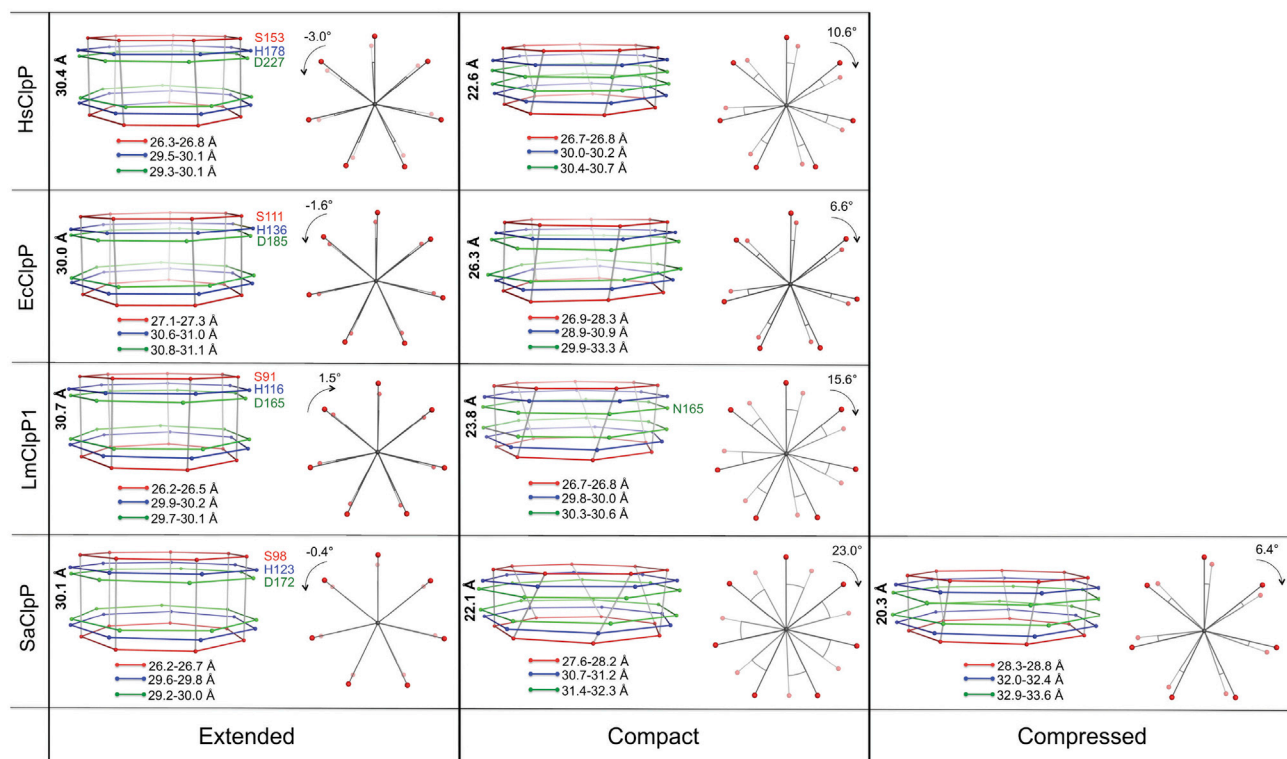 HsClpP
30.4 Å
S153
H178
D227
-3.0°
26.3-26.8 Å
29.5-30.1 Å
29.3-30.1 Å
22.6 Å
10.6°
26.7-26.8 Å
30.0-30.2 Å
30.4-30.7 Å
EcClpP
30.0 Å
S111
H136
D185
-1.6°
27.1-27.3 Å
30.6-31.0 Å
30.8-31.1 Å
26.3 Å
6.6°
26.9-28.3 Å
28.9-30.9 Å
29.9-33.3 Å
LmClpP1
30.7 Å
S91
H116
D165
1.5°
26.2-26.5 Å
29.9-30.2 Å
29.7-30.1 Å
23.8 Å
N165
15.6°
26.7-26.8 Å
29.8-30.0 Å
30.3-30.6 Å
SaClpP
30.1 Å
S98
H123
D172
-0.4°
26.2-26.7 Å
29.6-29.8 Å
29.2-30.0 Å
22.1 Å
23.0°
27.6-28.2 Å
30.7-31.2 Å
31.4-32.3 Å
20.3 Å
6.4°
28.3-28.8 Å
32.0-32.4 Å
32.9-33.6 Å
Extended
Compact
Compressed